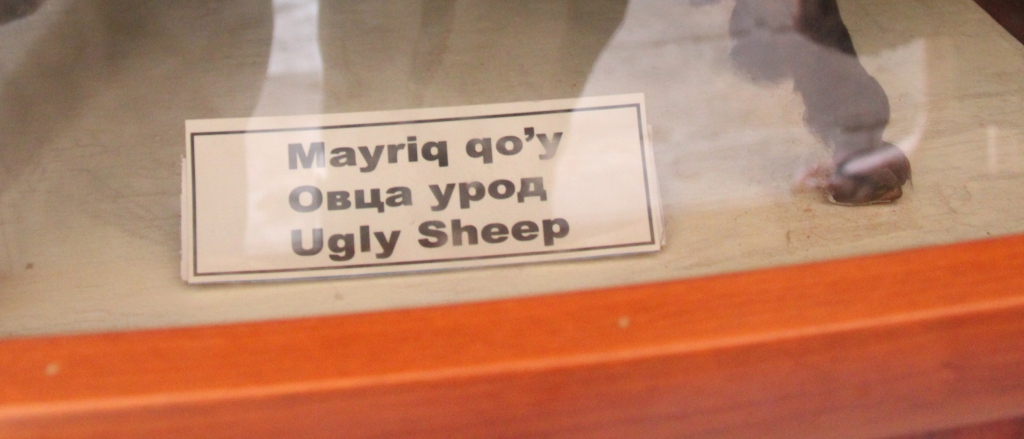 Mayriq qo’y
Овца урод
Ugly Sheep